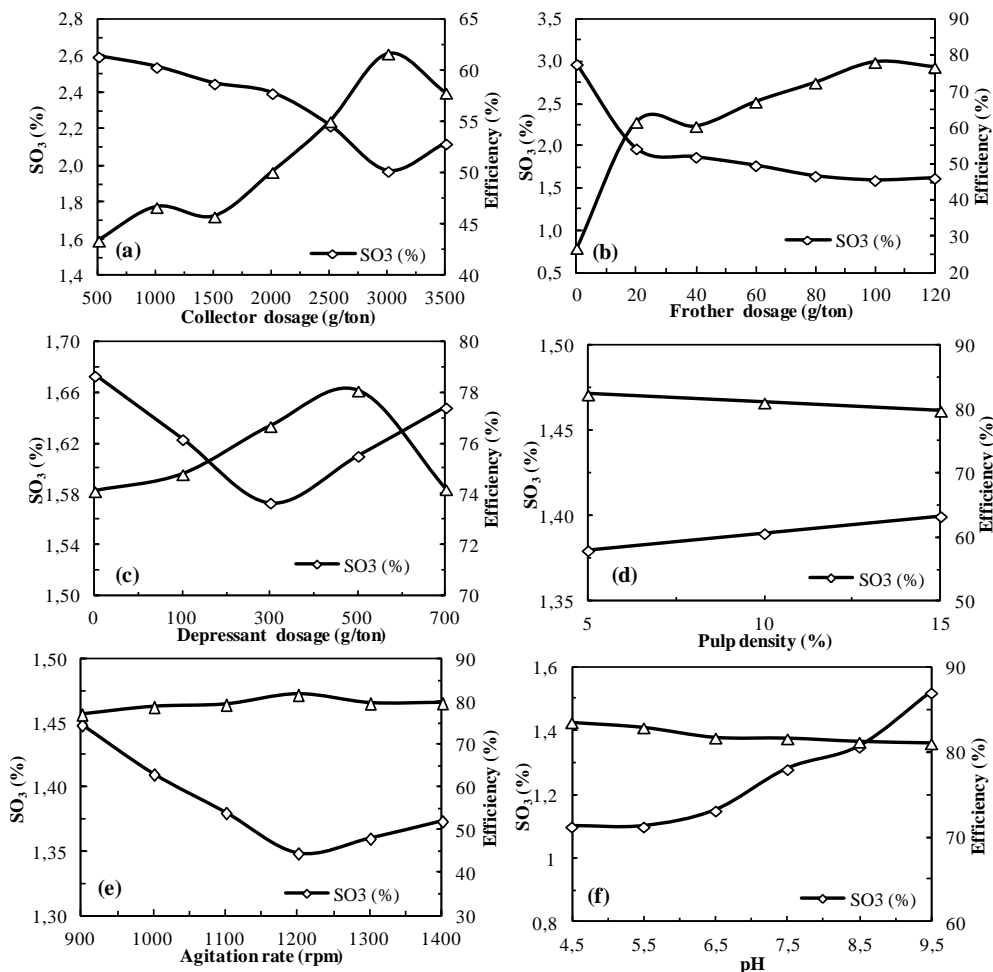 2,8
2,6
2,4
2,2
2,0
1,8
1,6
1,4
SO3 (%)
65
60
55
50
45
40
Efficiency (%)
(a)
SO3 (%)
500 1000 1500 2000 2500 3000 3500
Collector dosage (g/ton)
3,5
3,0
2,5
2,0
1,5
1,0
0,5
SO3 (%)
90
80
70
60
50
40
30
20
Efficiency (%)
(b)
SO3 (%)
0 20 40 60 80 100 120
Frother dosage (g/ton)
1,70
1,66
1,62
1,58
1,54
1,50
SO3 (%)
80
78
76
74
72
70
Efficiency (%)
(c)
SO3 (%)
0 100 300 500 700
Depressant dosage (g/ton)
1,50
1,45
1,40
1,35
SO3 (%)
90
80
70
60
50
Efficiency (%)
(d)
SO3 (%)
5 10 15
Pulp density (%)
1,50
1,45
1,40
1,35
1,30
SO3 (%)
90
80
70
60
50
40
30
Efficiency (%)
(e)
SO3 (%)
900 1000 1100 1200 1300 1400
Agitation rate (rpm)
1,6
1,4
1,2
1
0,8
SO3 (%)
90
80
70
60
Efficiency (%)
(f)
SO3 (%)
4,5 5,5 6,5 7,5 8,5 9,5
pH